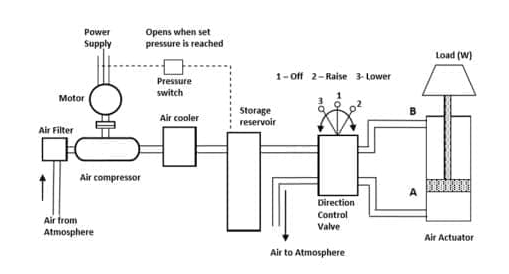 Power
Supply
Opens when set
pressure is reached
Load (W)
Pressure
switch
1 – Off 2 – Raise 3- Lower
Motor
3
1
2
Storage
reservoir
B
Air cooler
Air Filter
Air compressor
A
Direction
Control
Valve
Air from
Atmosphere
Air to Atmosphere
Air Actuator